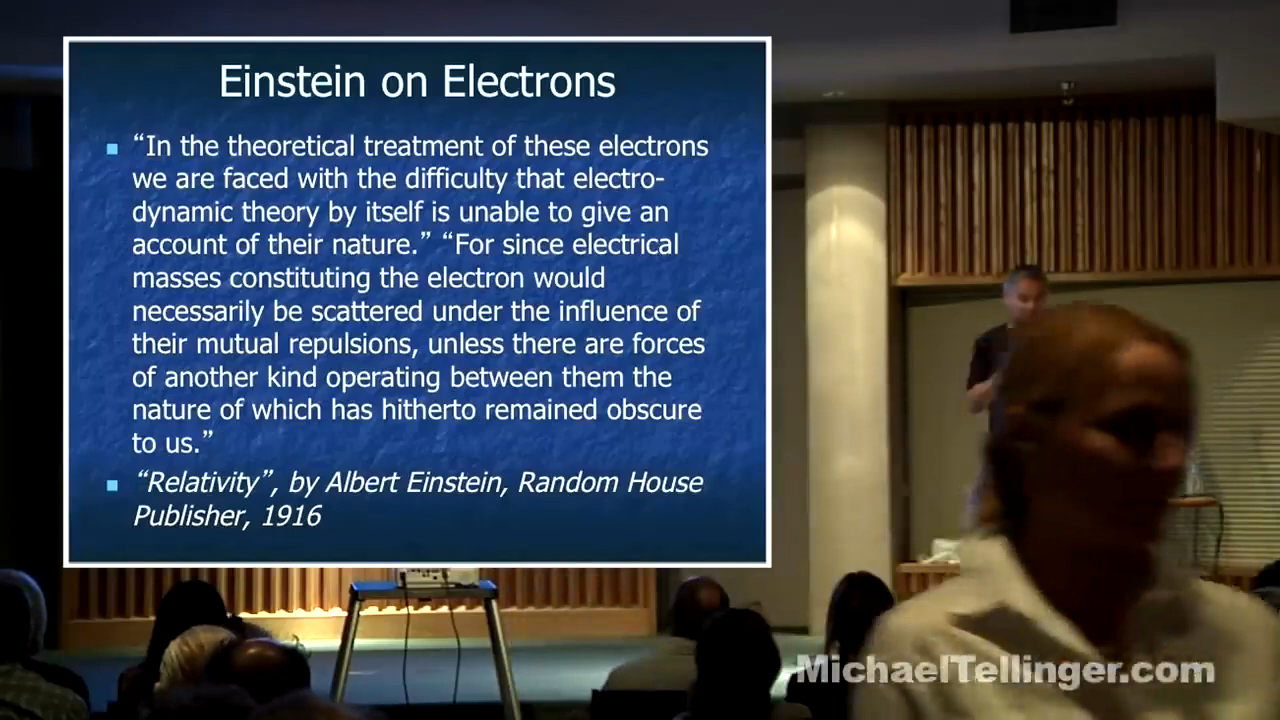 Einstein on Electrons
“In the theoretical treatment of these electrons
we are faced with the difficulty that electro-
dynamic theory by itself is unable to give an
account of their nature.” “For since electrical
masses constituting the electron would
necessarily be scattered under the influence of
their mutual repulsions, unless there are forces
of another kind operating between them the
nature of which has hitherto remained obscure
to us.”
“Relativity”, by Albert Einstein, Random House
Publisher, 1916
MichaelTellinger.com